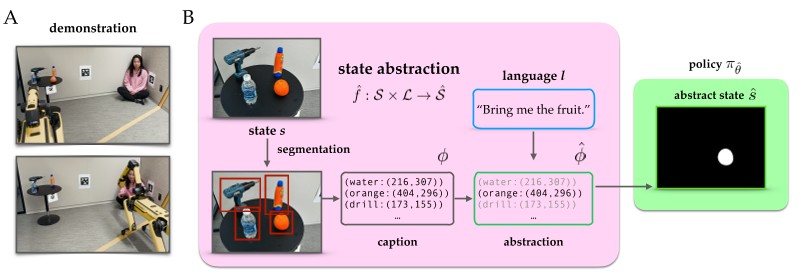 A
demonstration
B
state s
segmentation
state abstraction
f̂ : S × L → Ŝ
language l
“Bring me the fruit.”
ϕ
(water:(216,307))
(orange:(404,296))
(drill:(173,155))
…
caption
ϕ̂
(water:(216,307))
(orange:(404,296))
(drill:(173,155))
…
abstraction
policy π_θ̂
abstract state ŝ